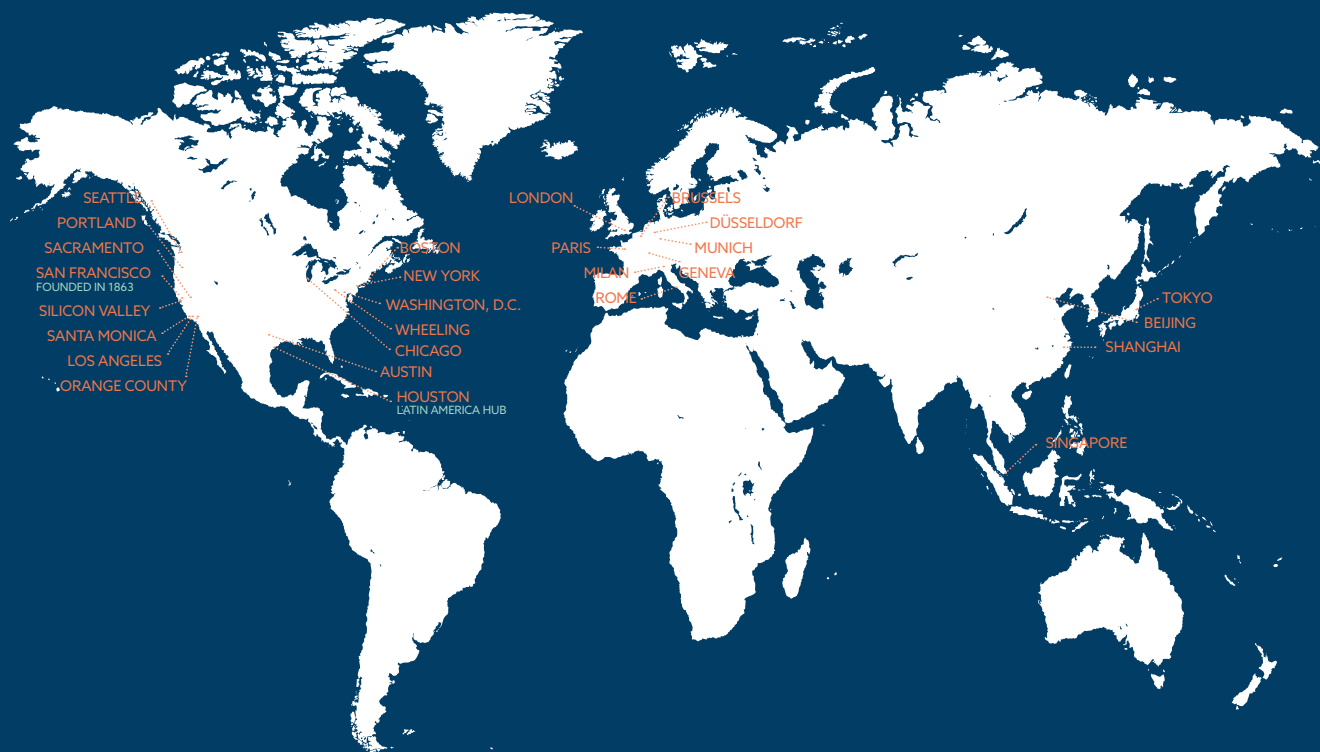 SEATTLE
PORTLAND
SACRAMENTO
SAN FRANCISCO
FOUNDED IN 1863
SILICON VALLEY
SANTA MONICA
LOS ANGELES
ORANGE COUNTY
BOSTON
NEW YORK
WASHINGTON, D.C.
WHEELING
CHICAGO
AUSTIN
HOUSTON
LATIN AMERICA HUB
LONDON
PARIS
MILAN
ROME
BRUSSELS
DÜSSELDORF
MUNICH
GENEVA
TOKYO
BEIJING
SHANGHAI
SINGAPORE